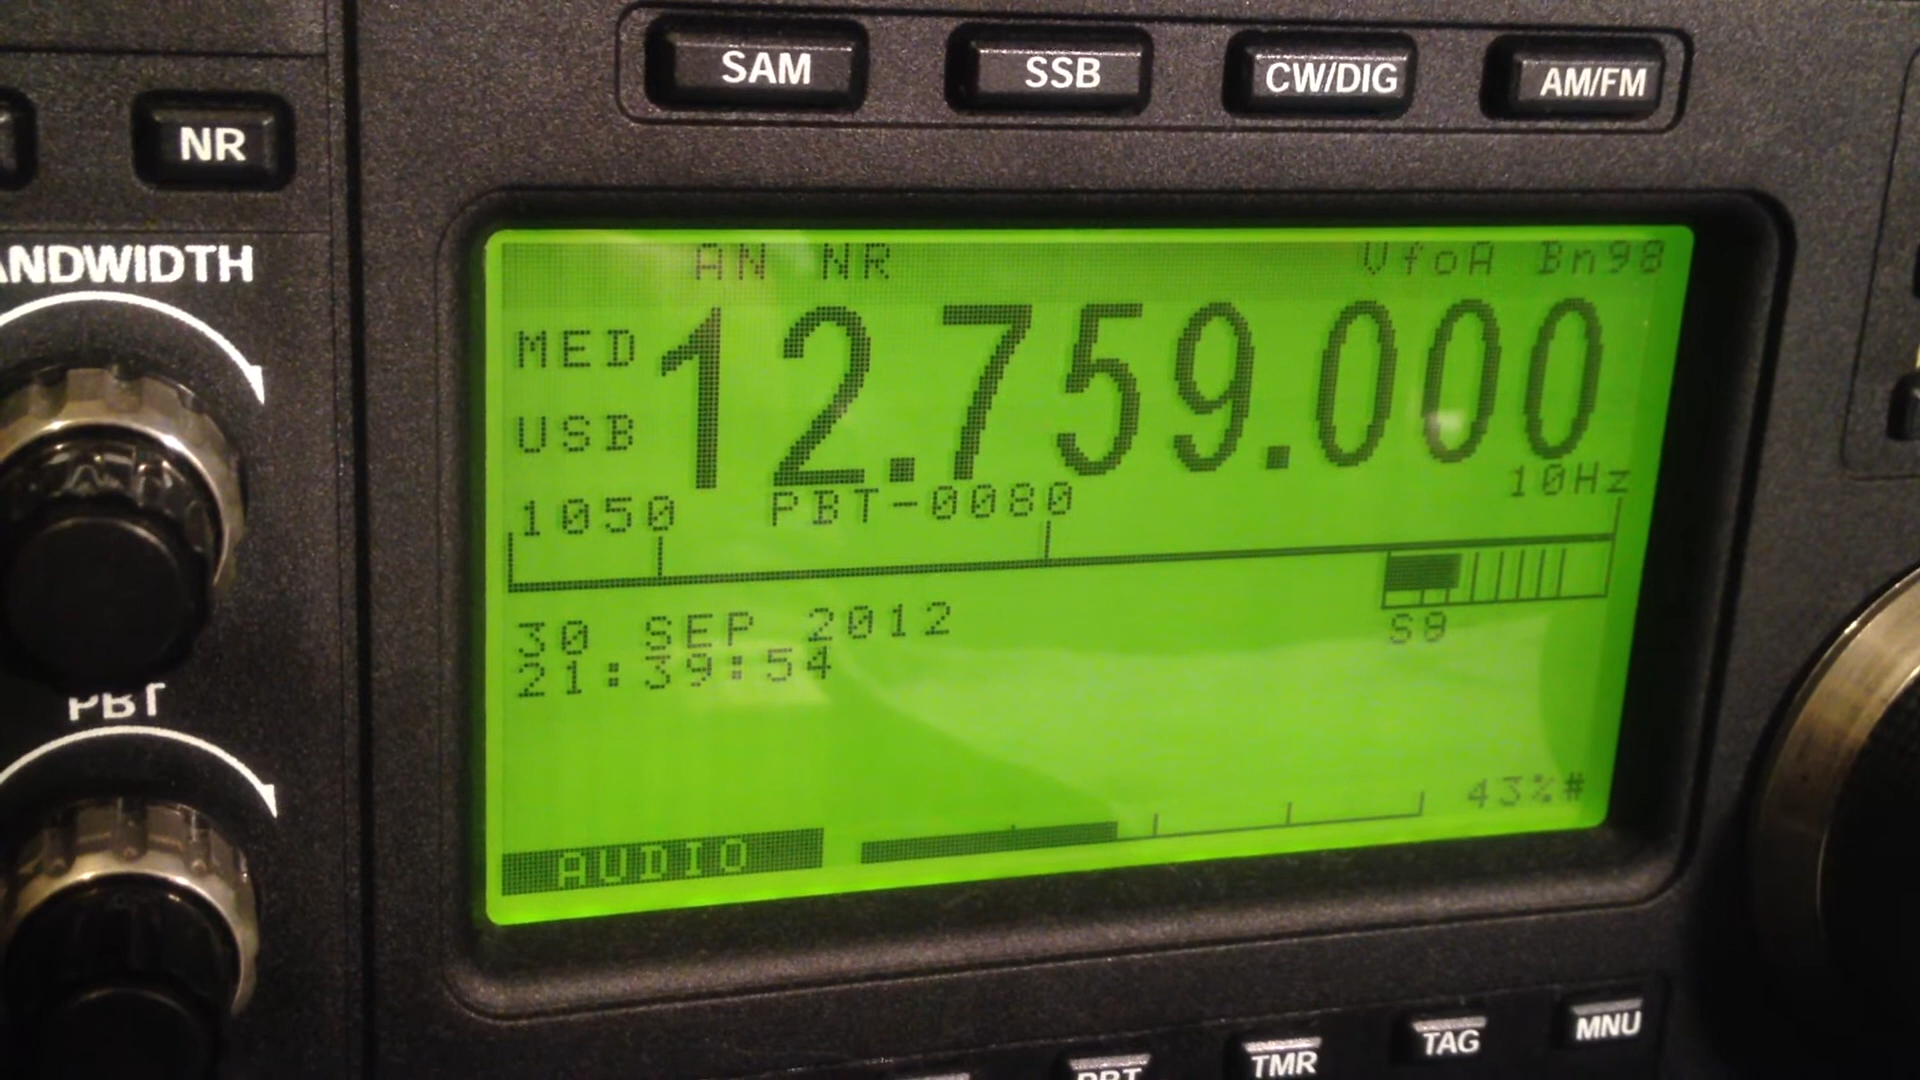 SAM SSB CW/DIG AM/FM
NR
ANDWIDTH
AN NR VfoA Bn98
MED 12.759.000
USB
10Hz
1050 PBT-0080
30 SEP 2012
S9
21:39:54
PBT
43%#
AUDIO
PBT TMR TAG MNU